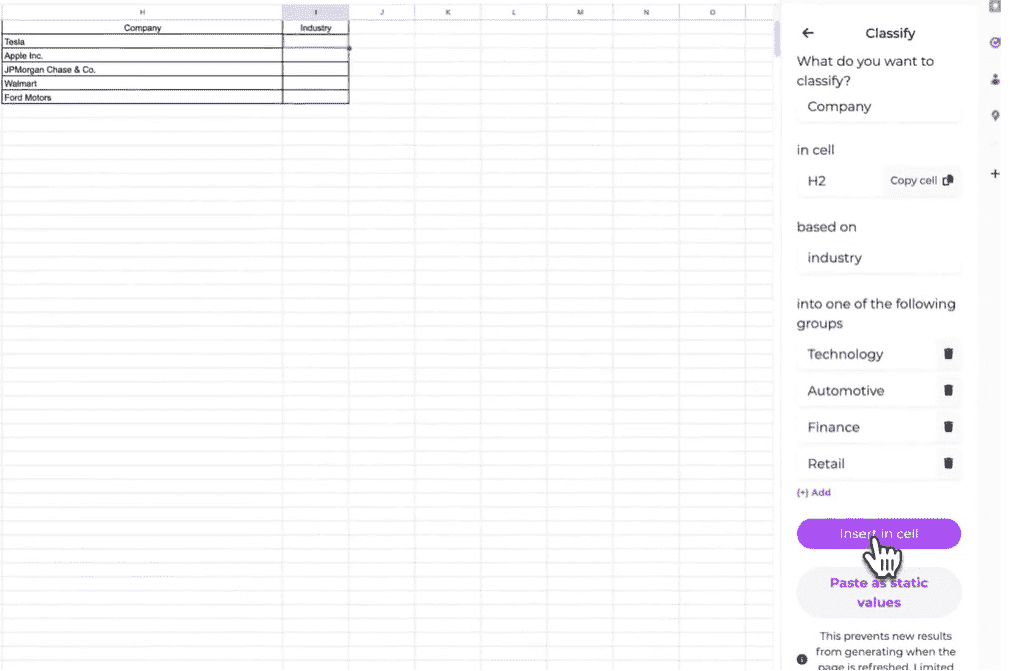 H I J K L M N O
Company Industry
Tesla
Apple Inc.
JPMorgan Chase & Co.
Walmart
Ford Motors
Classify
What do you want to
classify?
Company
in cell
H2 Copy cell
based on
industry
into one of the following
groups
Technology
Automotive
Finance
Retail
(+) Add
Insert in cell
Paste as static
values
This prevents new results
from generating when the
page is refreshed. Limited